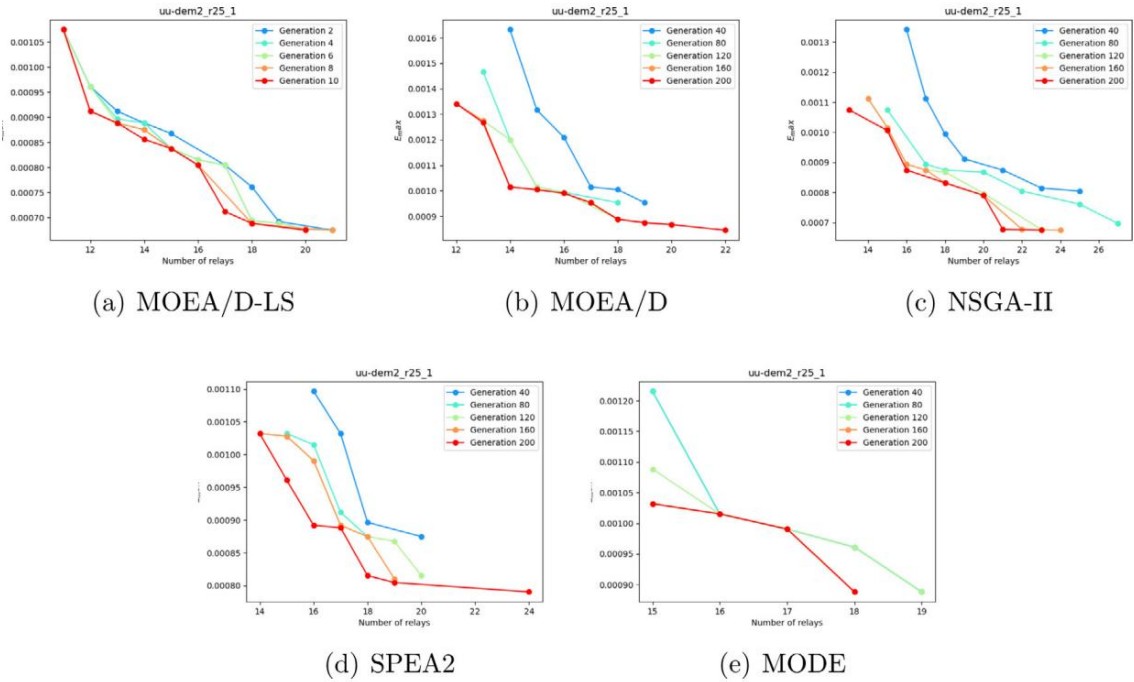 uu-dem2_r25_1
Generation 2
Generation 4
Generation 6
Generation 8
Generation 10
0.00105
0.00100
0.00095
0.00090
0.00085
0.00080
0.00075
0.00070
12 14 16 18 20
Number of relays
(a) MOEA/D-LS
uu-dem2_r25_1
Generation 40
Generation 80
Generation 120
Generation 160
Generation 200
E_max
0.0016
0.0015
0.0014
0.0013
0.0012
0.0011
0.0010
0.0009
12 14 16 18 20 22
Number of relays
(b) MOEA/D
uu-dem2_r25_1
Generation 40
Generation 80
Generation 120
Generation 160
Generation 200
E_max
0.0013
0.0012
0.0011
0.0010
0.0009
0.0008
0.0007
14 16 18 20 22 24 26
Number of relays
(c) NSGA-II
uu-dem2_r25_1
Generation 40
Generation 80
Generation 120
Generation 160
Generation 200
0.00110
0.00105
0.00100
0.00095
0.00090
0.00085
0.00080
14 16 18 20 22 24
Number of relays
(d) SPEA2
uu-dem2_r25_1
Generation 40
Generation 80
Generation 120
Generation 160
Generation 200
0.00120
0.00115
0.00110
0.00105
0.00100
0.00095
0.00090
15 16 17 18 19
Number of relays
(e) MODE